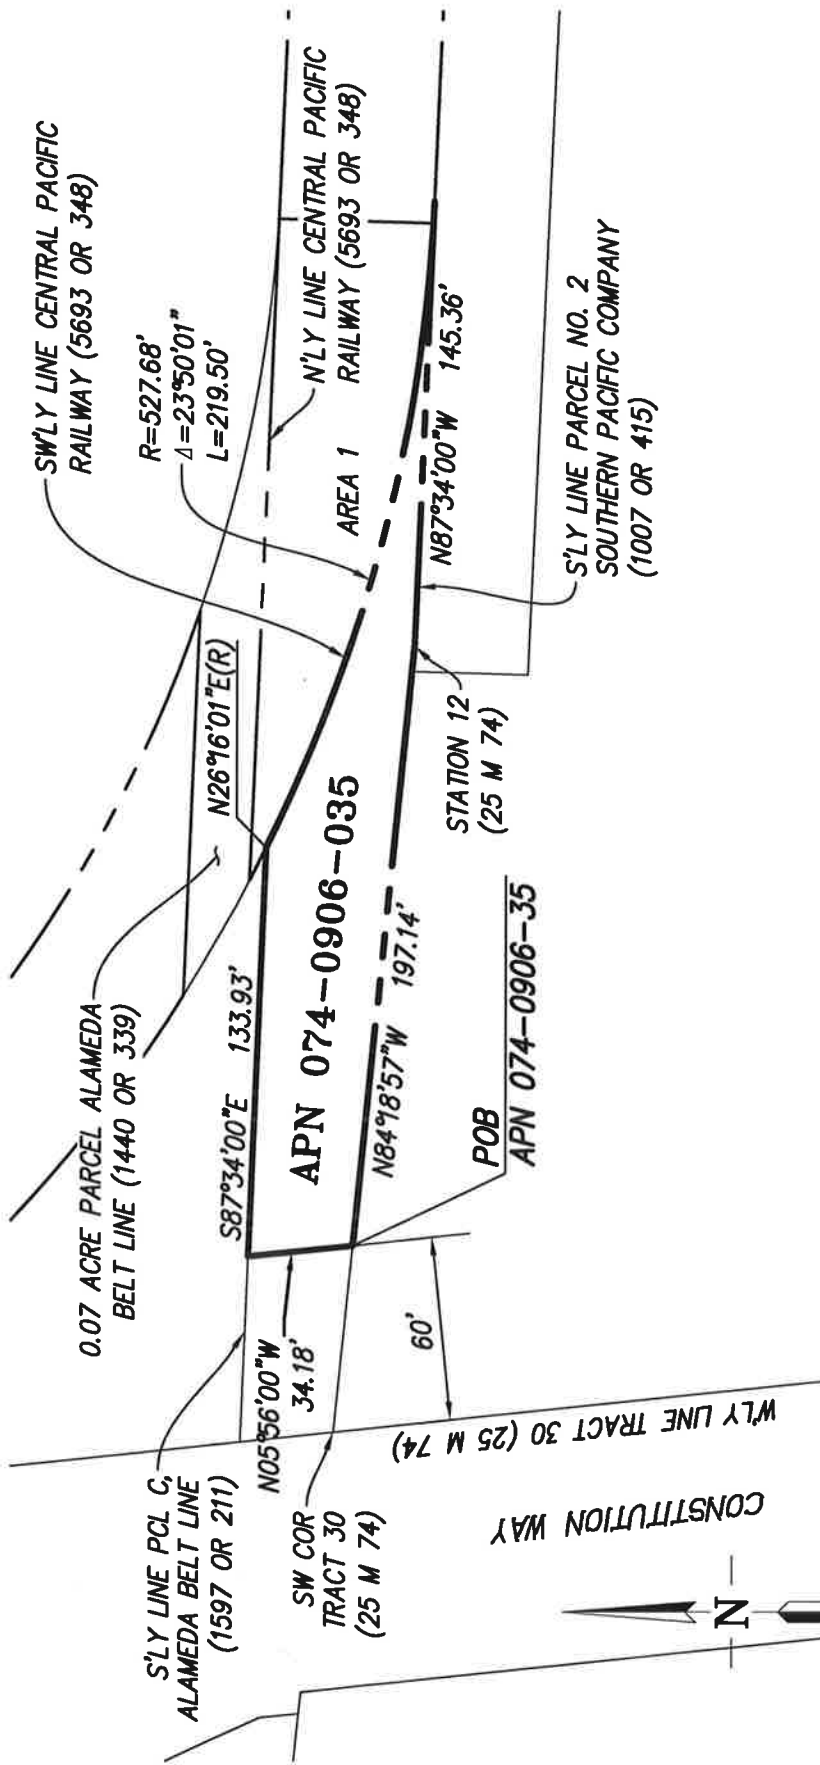 SW'LY LINE CENTRAL PACIFIC
RAILWAY (5693 OR 348)
R=527.68'
Δ=23°50'01"
L=219.50'
N'LY LINE CENTRAL PACIFIC
RAILWAY (5693 OR 348)
AREA 1
0.07 ACRE PARCEL ALAMEDA
BELT LINE (1440 OR 339)
N26°16'01"E(R)
S87°34'00"E 133.93'
APN 074-0906-035
N87°34'00"W 145.36'
S'LY LINE PARCEL NO. 2
SOUTHERN PACIFIC COMPANY
(1007 OR 415)
STATION 12
(25 M 74)
N84°18'57"W 197.14'
POB
APN 074-0906-35
S'LY LINE PCL C,
ALAMEDA BELT LINE
(1597 OR 211)
N05°56'00"W
34.18'
60'
SW COR
TRACT 30
(25 M 74)
W'LY LINE TRACT 30 (25 M 74)
CONSTITUTION WAY
N